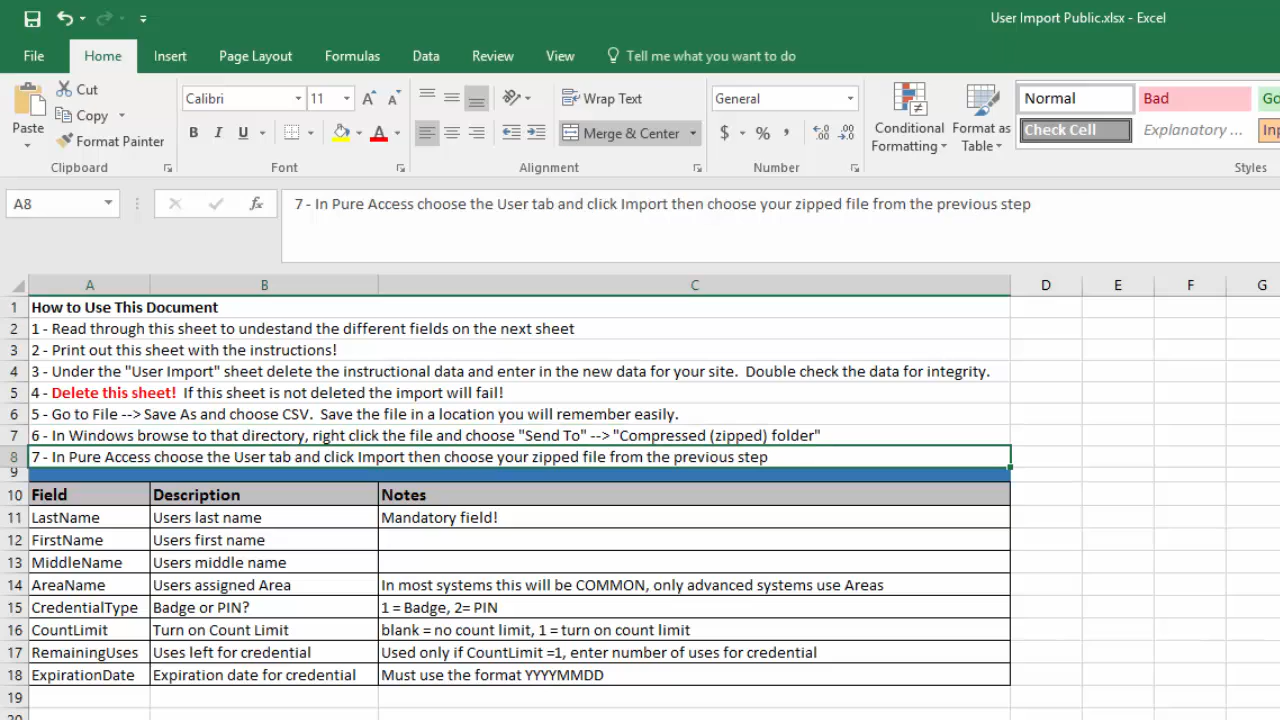 User Import Public.xlsx - Excel
File Home Insert Page Layout Formulas Data Review View Tell me what you want to do
Cut
Copy
Format Painter
Paste
Clipboard
Calibri 11
B I U
Font
Wrap Text
Merge & Center
Alignment
General
$ % ,
Number
Conditional Formatting
Format as Table
Normal Bad
Check Cell Explanatory ...
Styles
A8 fx 7 - In Pure Access choose the User tab and click Import then choose your zipped file from the previous step
A B C D E F G
1 How to Use This Document
2 1 - Read through this sheet to undestand the different fields on the next sheet
3 2 - Print out this sheet with the instructions!
4 3 - Under the "User Import" sheet delete the instructional data and enter in the new data for your site. Double check the data for integrity.
5 4 - Delete this sheet! If this sheet is not deleted the import will fail!
6 5 - Go to File --> Save As and choose CSV. Save the file in a location you will remember easily.
7 6 - In Windows browse to that directory, right click the file and choose "Send To" --> "Compressed (zipped) folder"
8 7 - In Pure Access choose the User tab and click Import then choose your zipped file from the previous step
9
10 Field Description Notes
11 LastName Users last name Mandatory field!
12 FirstName Users first name
13 MiddleName Users middle name
14 AreaName Users assigned Area In most systems this will be COMMON, only advanced systems use Areas
15 CredentialType Badge or PIN? 1 = Badge, 2= PIN
16 CountLimit Turn on Count Limit blank = no count limit, 1 = turn on count limit
17 RemainingUses Uses left for credential Used only if CountLimit =1, enter number of uses for credential
18 ExpirationDate Expiration date for credential Must use the format YYYYMMDD
19